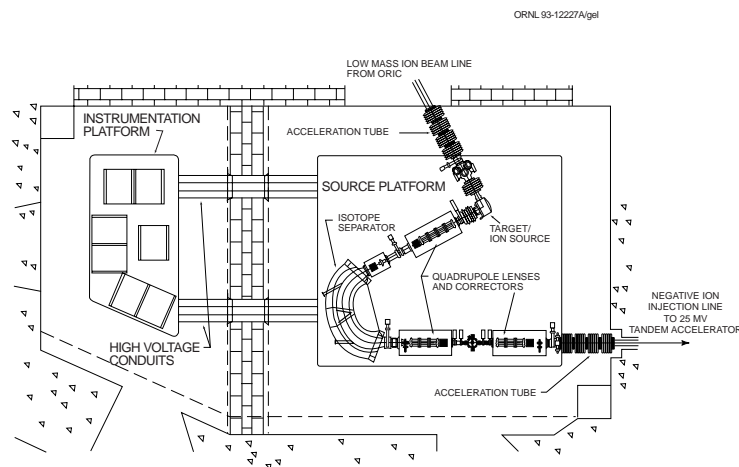 ORNL 93-12227A/gel
LOW MASS ION BEAM LINE
FROM ORIC
INSTRUMENTATION
PLATFORM
ACCELERATION TUBE
SOURCE PLATFORM
ISOTOPE
SEPARATOR
TARGET/
ION SOURCE
QUADRUPOLE LENSES
AND CORRECTORS
NEGATIVE ION
INJECTION LINE
TO 25 MV
TANDEM ACCELERATOR
HIGH VOLTAGE
CONDUITS
ACCELERATION TUBE